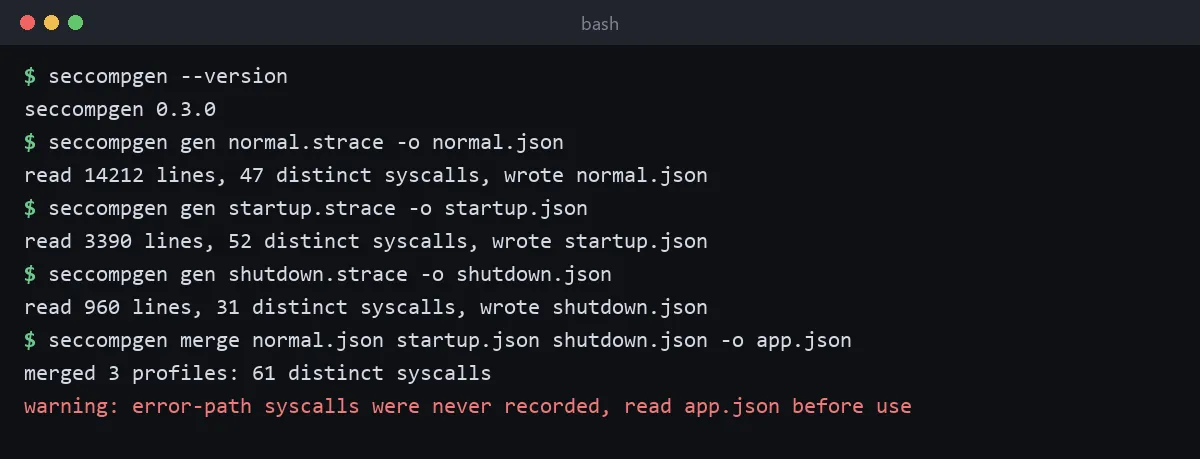 bash
$ seccompgen --version
seccompgen 0.3.0
$ seccompgen gen normal.strace -o normal.json
read 14212 lines, 47 distinct syscalls, wrote normal.json
$ seccompgen gen startup.strace -o startup.json
read 3390 lines, 52 distinct syscalls, wrote startup.json
$ seccompgen gen shutdown.strace -o shutdown.json
read 960 lines, 31 distinct syscalls, wrote shutdown.json
$ seccompgen merge normal.json startup.json shutdown.json -o app.json
merged 3 profiles: 61 distinct syscalls
warning: error-path syscalls were never recorded, read app.json before use